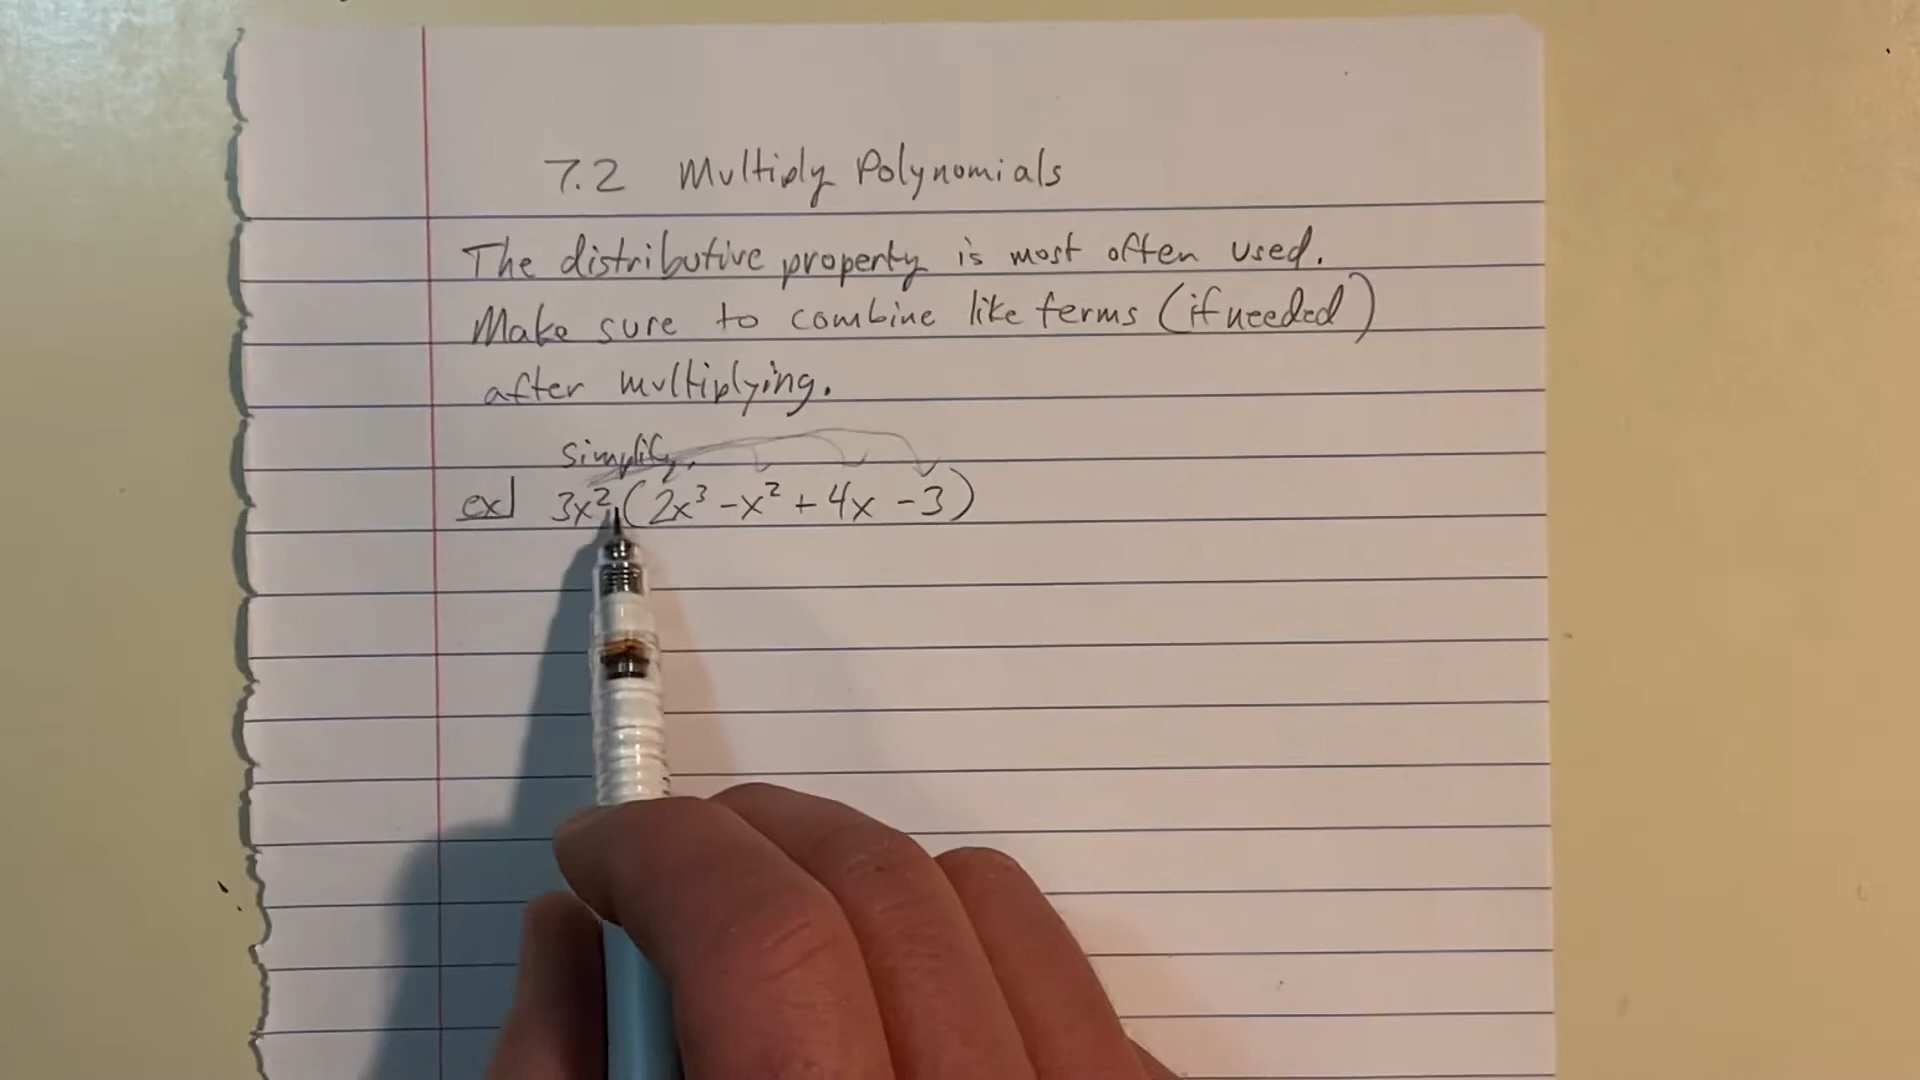 7.2 Multiply Polynomials
The distributive property is most often used.
Make sure to combine like terms (if needed)
after multiplying.
Simplify.
ex] 3x²(2x³ - x² + 4x - 3)